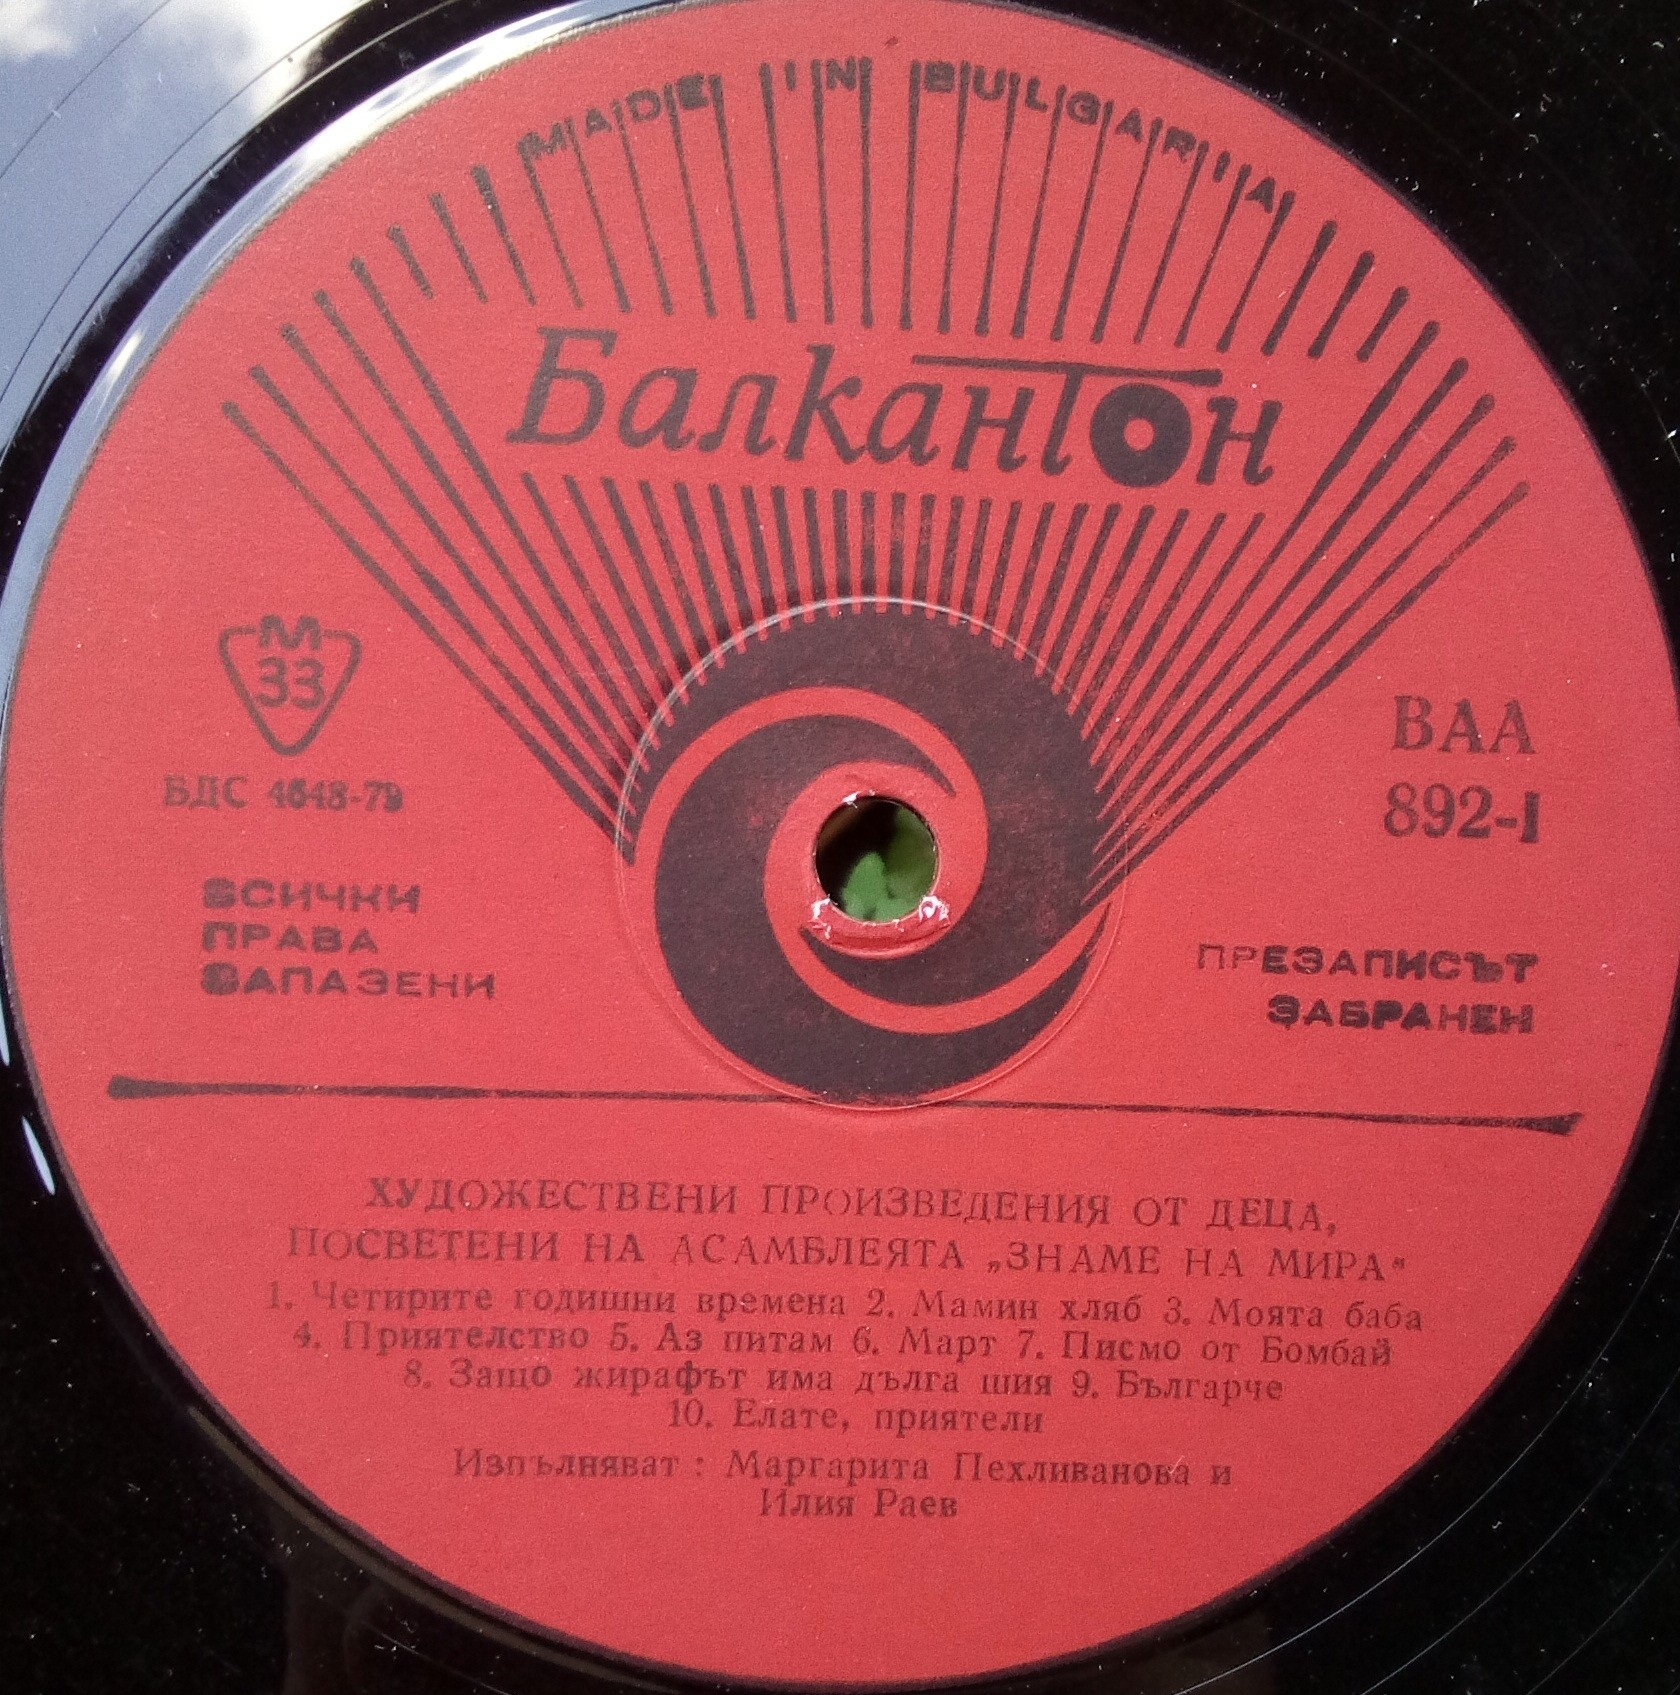 MADE IN BULGARIA
Балкантон
М
33
БДС 4648-79
ВСИЧКИ
ПРАВА
ЗАПАЗЕНИ
ВАА
892-I
ПРЕЗАПИСЪТ
ЗАБРАНЕН
ХУДОЖЕСТВЕНИ ПРОИЗВЕДЕНИЯ ОТ ДЕЦА,
ПОСВЕТЕНИ НА АСАМБЛЕЯТА „ЗНАМЕ НА МИРА“
1. Четирите годишни времена 2. Мамин хляб 3. Моята баба
4. Приятелство 5. Аз питам 6. Март 7. Писмо от Бомбай
8. Защо жирафът има дълга шия 9. Българче
10. Елате, приятели
Изпълняват : Маргарита Пехливанова и
Илия Раев